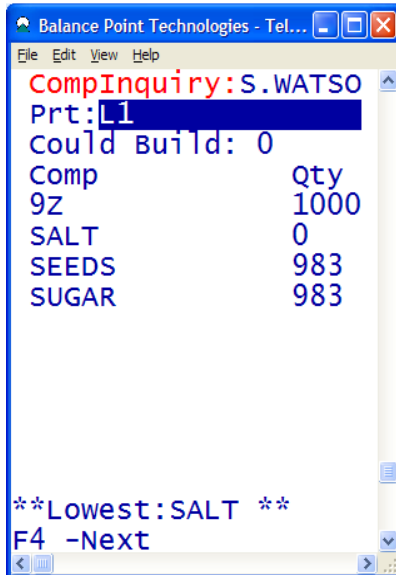 Balance Point Technologies - Tel...
File Edit View Help
CompInquiry:S.WATSO
Prt:L1
Could Build: 0
Comp Qty
9Z 1000
SALT 0
SEEDS 983
SUGAR 983
**Lowest:SALT **
F4 -Next